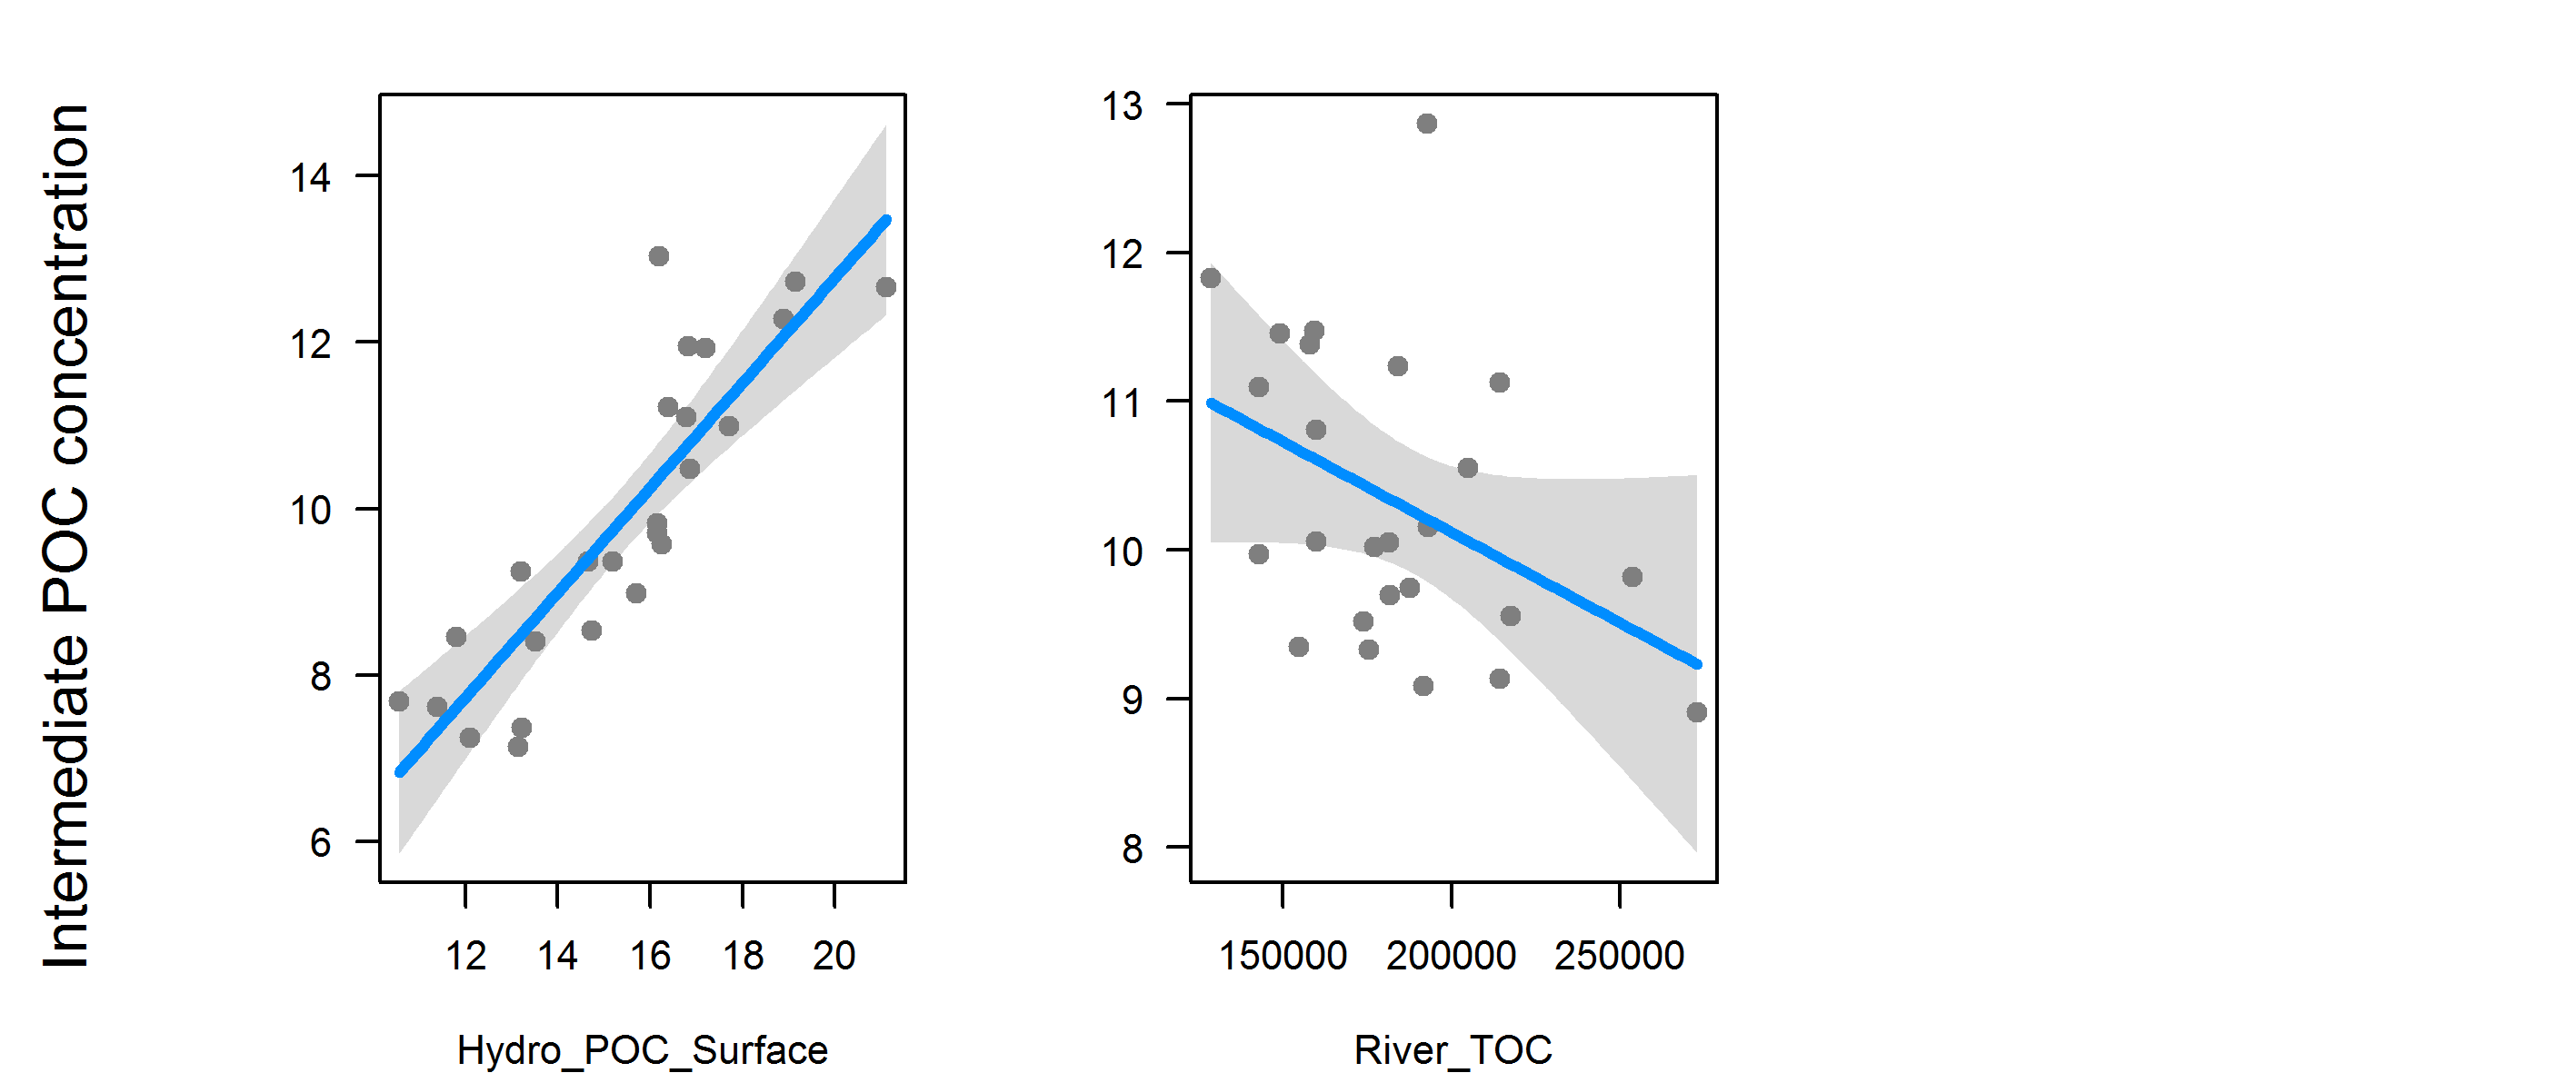 Intermediate POC concentration
14
12
10
8
6
12 14 16 18 20
Hydro_POC_Surface
13
12
11
10
9
8
150000 200000 250000
River_TOC